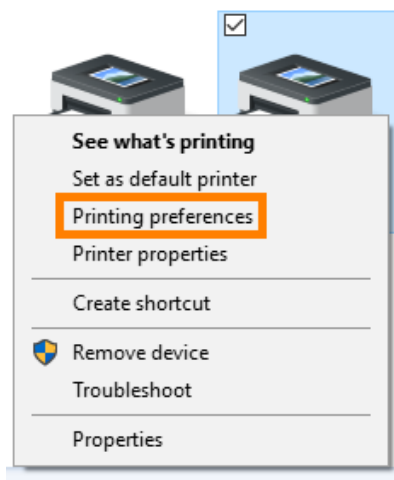 See what's printing
Set as default printer
Printing preferences
Printer properties
Create shortcut
Remove device
Troubleshoot
Properties